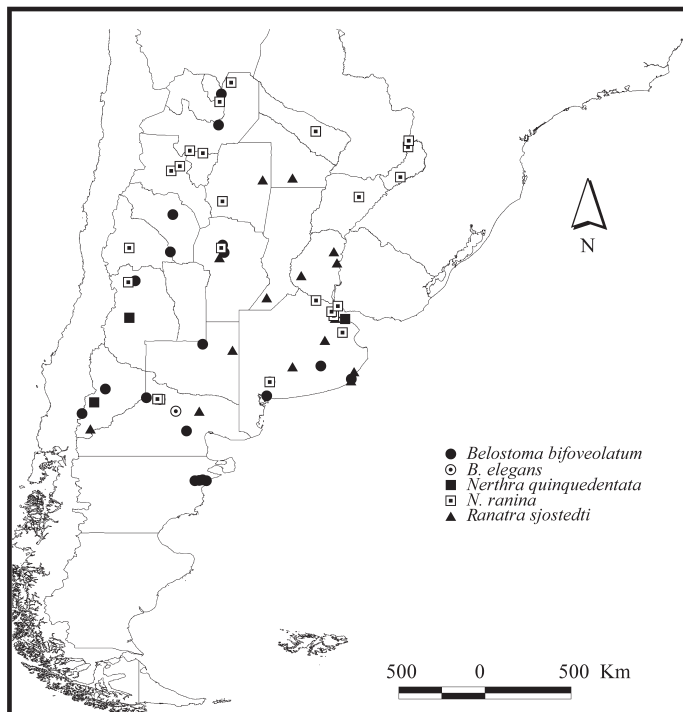 N
Belostoma bifoveolatum
B. elegans
Nerthra quinquedentata
N. ranina
Ranatra sjostedti
500 0 500 Km